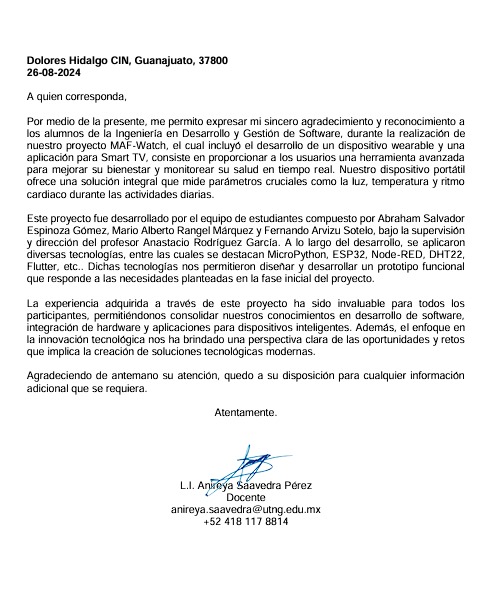 Dolores Hidalgo CIN, Guanajuato, 37800
26-08-2024
A quien corresponda,
Por medio de la presente, me permito expresar mi sincero agradecimiento y reconocimiento a
los alumnos de la Ingeniería en Desarrollo y Gestión de Software, durante la realización de
nuestro proyecto MAF-Watch, el cual incluyó el desarrollo de un dispositivo wearable y una
aplicación para Smart TV, consiste en proporcionar a los usuarios una herramienta avanzada
para mejorar su bienestar y monitorear su salud en tiempo real. Nuestro dispositivo portátil
ofrece una solución integral que mide parámetros cruciales como la luz, temperatura y ritmo
cardiaco durante las actividades diarias.
Este proyecto fue desarrollado por el equipo de estudiantes compuesto por Abraham Salvador
Espinoza Gómez, Mario Alberto Rangel Márquez y Fernando Arvizu Sotelo, bajo la supervisión
y dirección del profesor Anastacio Rodríguez García. A lo largo del desarrollo, se aplicaron
diversas tecnologías, entre las cuales se destacan MicroPython, ESP32, Node-RED, DHT22,
Flutter, etc.. Dichas tecnologías nos permitieron diseñar y desarrollar un prototipo funcional
que responde a las necesidades planteadas en la fase inicial del proyecto.
La experiencia adquirida a través de este proyecto ha sido invaluable para todos los
participantes, permitiéndonos consolidar nuestros conocimientos en desarrollo de software,
integración de hardware y aplicaciones para dispositivos inteligentes. Además, el enfoque en
la innovación tecnológica nos ha brindado una perspectiva clara de las oportunidades y retos
que implica la creación de soluciones tecnológicas modernas.
Agradeciendo de antemano su atención, quedo a su disposición para cualquier información
adicional que se requiera.
Atentamente.
L.I. Anireya Saavedra Pérez
Docente
anireya.saavedra@utng.edu.mx
+52 418 117 8814